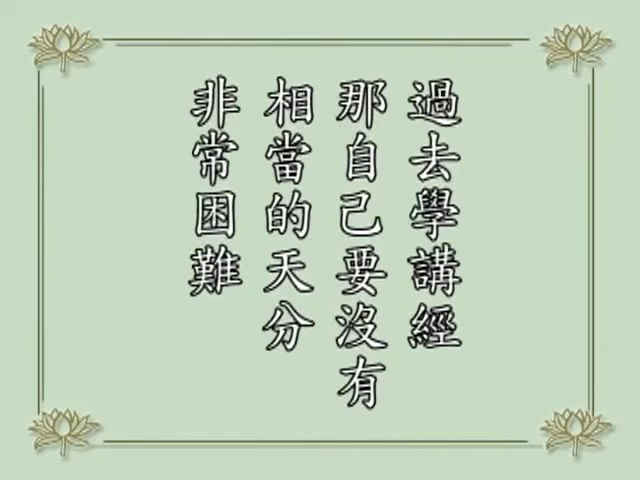 過去學講經
那自己要沒有
相當的天分
非常困難